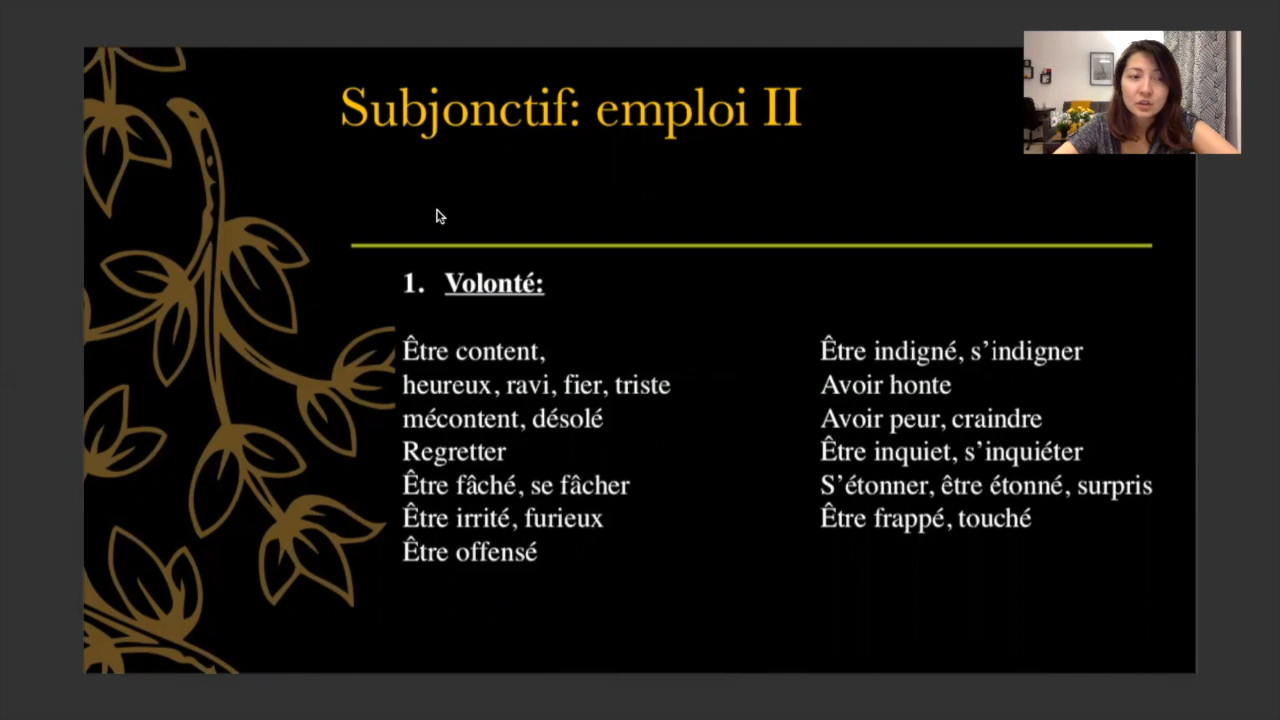 Subjonctif: emploi II
1. Volonté:
Être content,
heureux, ravi, fier, triste
mécontent, désolé
Regretter
Être fâché, se fâcher
Être irrité, furieux
Être offensé
Être indigné, s’indigner
Avoir honte
Avoir peur, craindre
Être inquiet, s’inquiéter
S’étonner, être étonné, surpris
Être frappé, touché